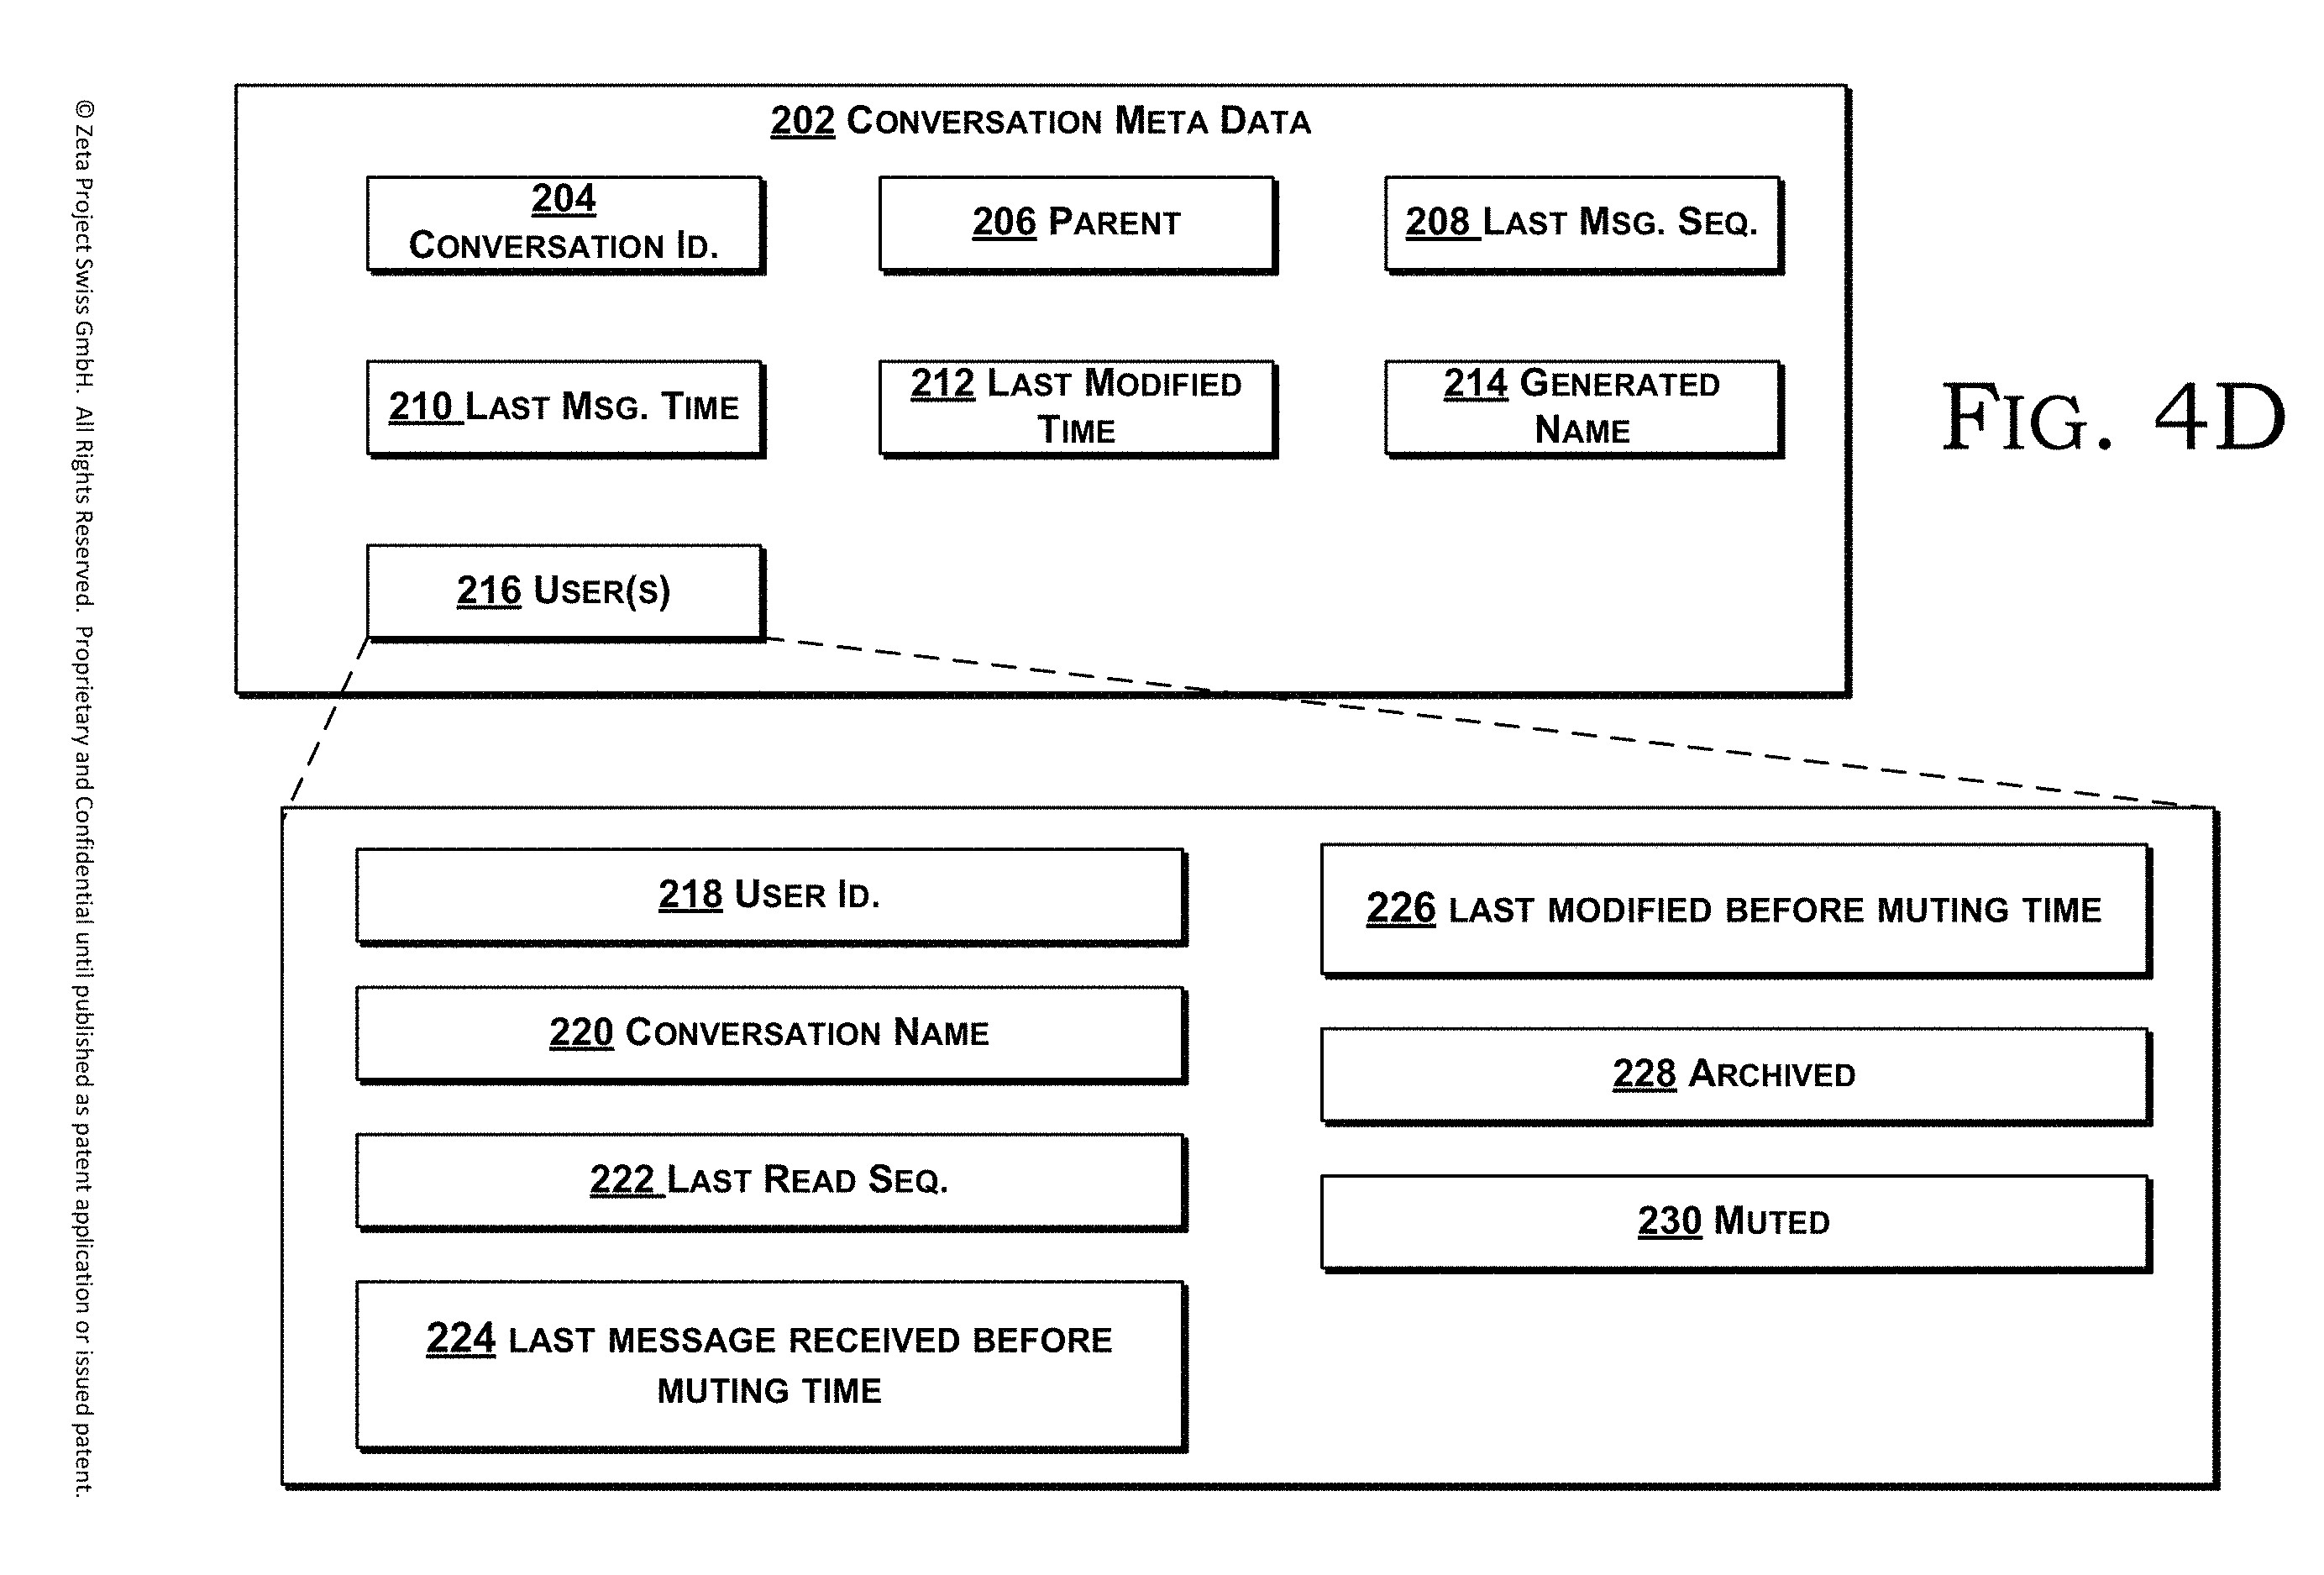 202 CONVERSATION META DATA
204
CONVERSATION ID.
206 PARENT
208 LAST MSG. SEQ.
210 LAST MSG. TIME
212 LAST MODIFIED
TIME
214 GENERATED
NAME
216 USER(S)
FIG. 4D
218 USER ID.
220 CONVERSATION NAME
222 LAST READ SEQ.
224 LAST MESSAGE RECEIVED BEFORE
MUTING TIME
226 LAST MODIFIED BEFORE MUTING TIME
228 ARCHIVED
230 MUTED
© Zeta Project Swiss GmbH. All Rights Reserved. Proprietary and Confidential until published as patent application or issued patent.